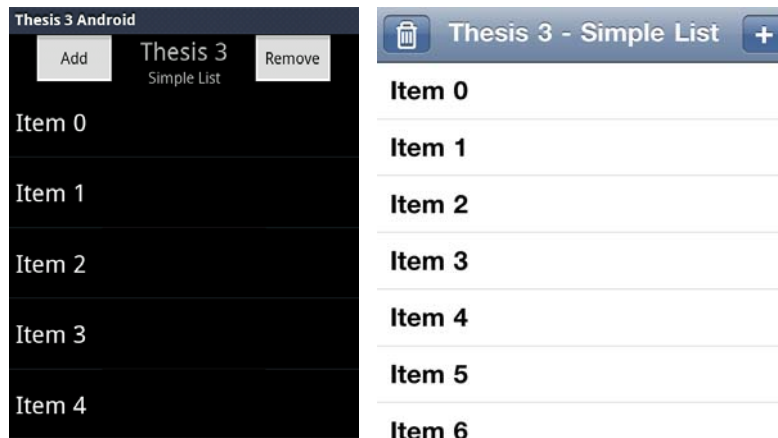 Thesis 3 Android
Add
Thesis 3
Simple List
Remove
Item 0
Item 1
Item 2
Item 3
Item 4
Thesis 3 - Simple List
+
Item 0
Item 1
Item 2
Item 3
Item 4
Item 5
Item 6